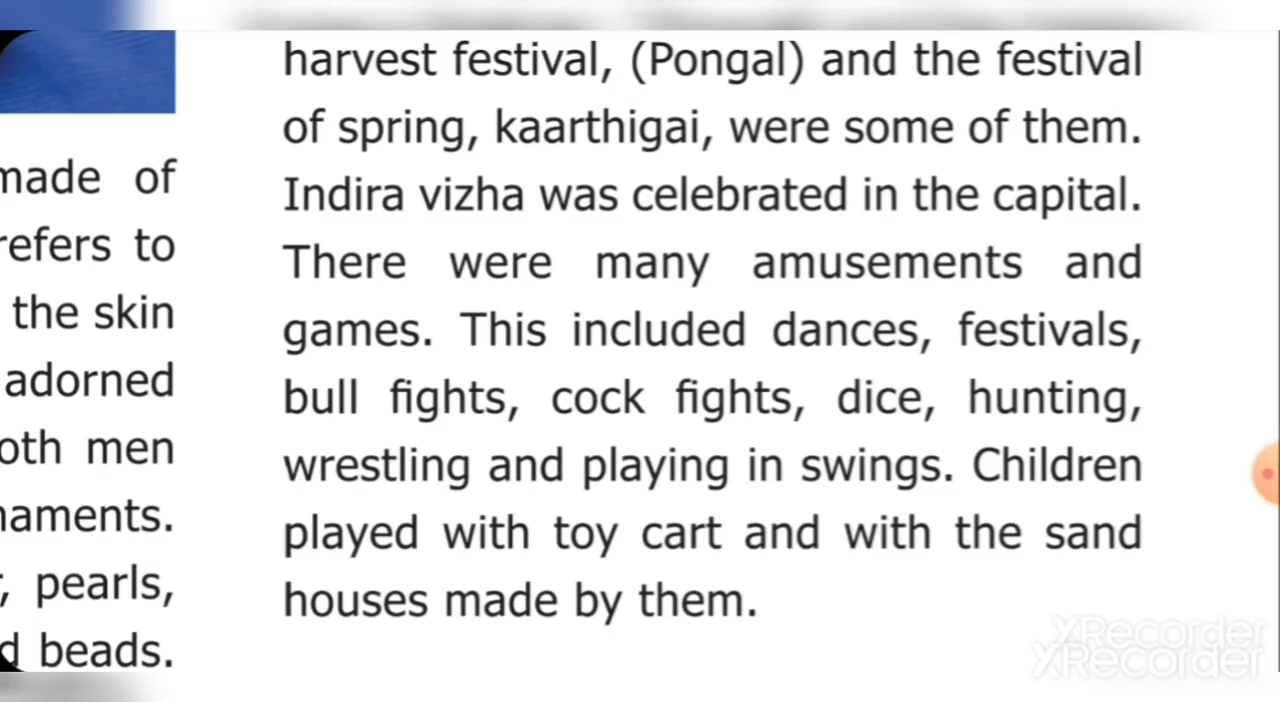 made of
refers to
the skin
adorned
men
pearls,
beads.
harvest festival, (Pongal) and the festival
of spring, kaarthigai, were some of them.
Indira vizha was celebrated in the capital.
There were many amusements and
games. This included dances, festivals,
bull fights, cock fights, dice, hunting,
wrestling and playing in swings. Children
played with toy cart and with the sand
houses made by them.
XRecorder
XRecorder